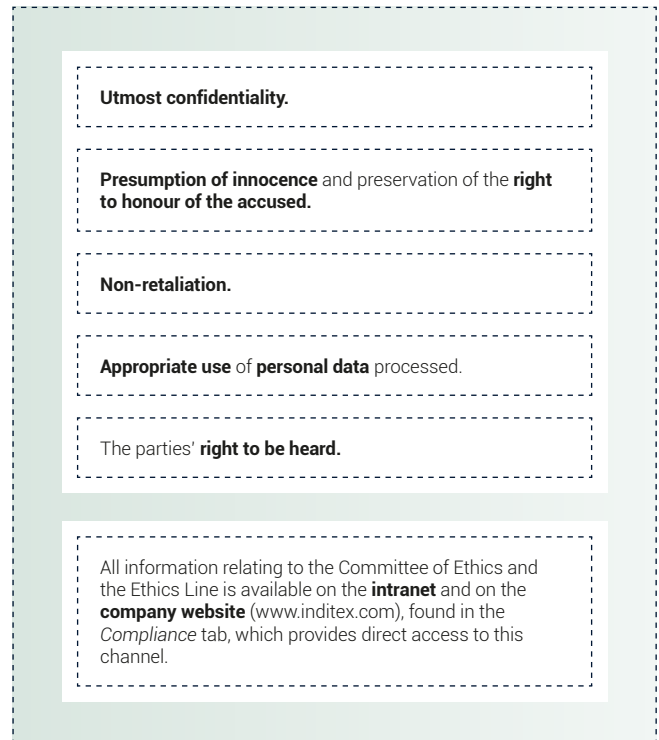 Utmost confidentiality.
Presumption of innocence and preservation of the right
to honour of the accused.
Non-retaliation.
Appropriate use of personal data processed.
The parties' right to be heard.
All information relating to the Committee of Ethics and
the Ethics Line is available on the intranet and on the
company website (www.inditex.com), found in the
Compliance tab, which provides direct access to this
channel.